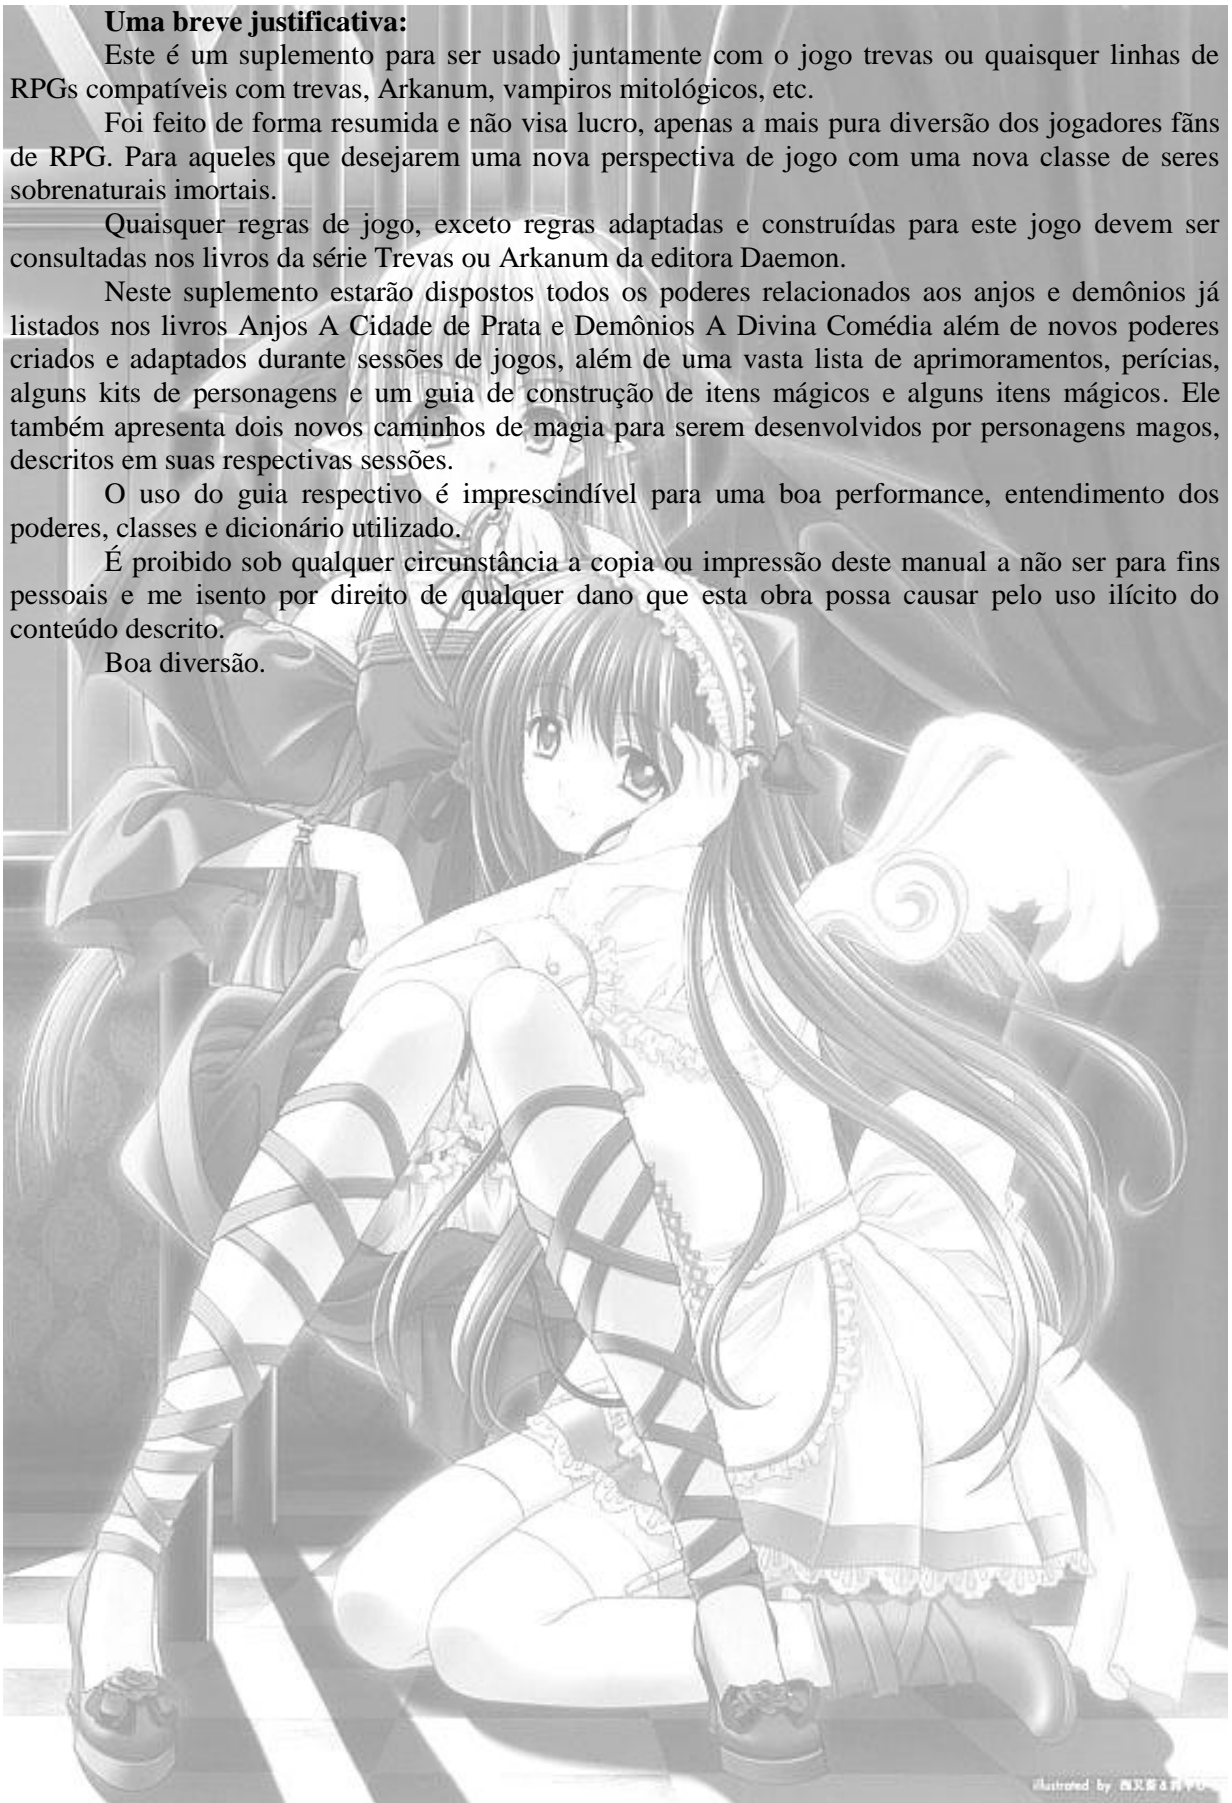 Uma breve justificativa:
Este é um suplemento para ser usado juntamente com o jogo trevas ou quaisquer linhas de
RPGs compatíveis com trevas, Arkanum, vampiros mitológicos, etc.
Foi feito de forma resumida e não visa lucro, apenas a mais pura diversão dos jogadores fãns
de RPG. Para aqueles que desejarem uma nova perspectiva de jogo com uma nova classe de seres
sobrenaturais imortais.
Quaisquer regras de jogo, exceto regras adaptadas e construídas para este jogo devem ser
consultadas nos livros da série Trevas ou Arkanum da editora Daemon.
Neste suplemento estarão dispostos todos os poderes relacionados aos anjos e demônios já
listados nos livros Anjos A Cidade de Prata e Demônios A Divina Comédia além de novos poderes
criados e adaptados durante sessões de jogos, além de uma vasta lista de aprimoramentos, perícias,
alguns kits de personagens e um guia de construção de itens mágicos e alguns itens mágicos. Ele
também apresenta dois novos caminhos de magia para serem desenvolvidos por personagens magos,
descritos em suas respectivas sessões.
O uso do guia respectivo é imprescindível para uma boa performance, entendimento dos
poderes, classes e dicionário utilizado.
É proibido sob qualquer circunstância a copia ou impressão deste manual a não ser para fins
pessoais e me isento por direito de qualquer dano que esta obra possa causar pelo uso ilícito do
conteúdo descrito.
Boa diversão.
illustrated by